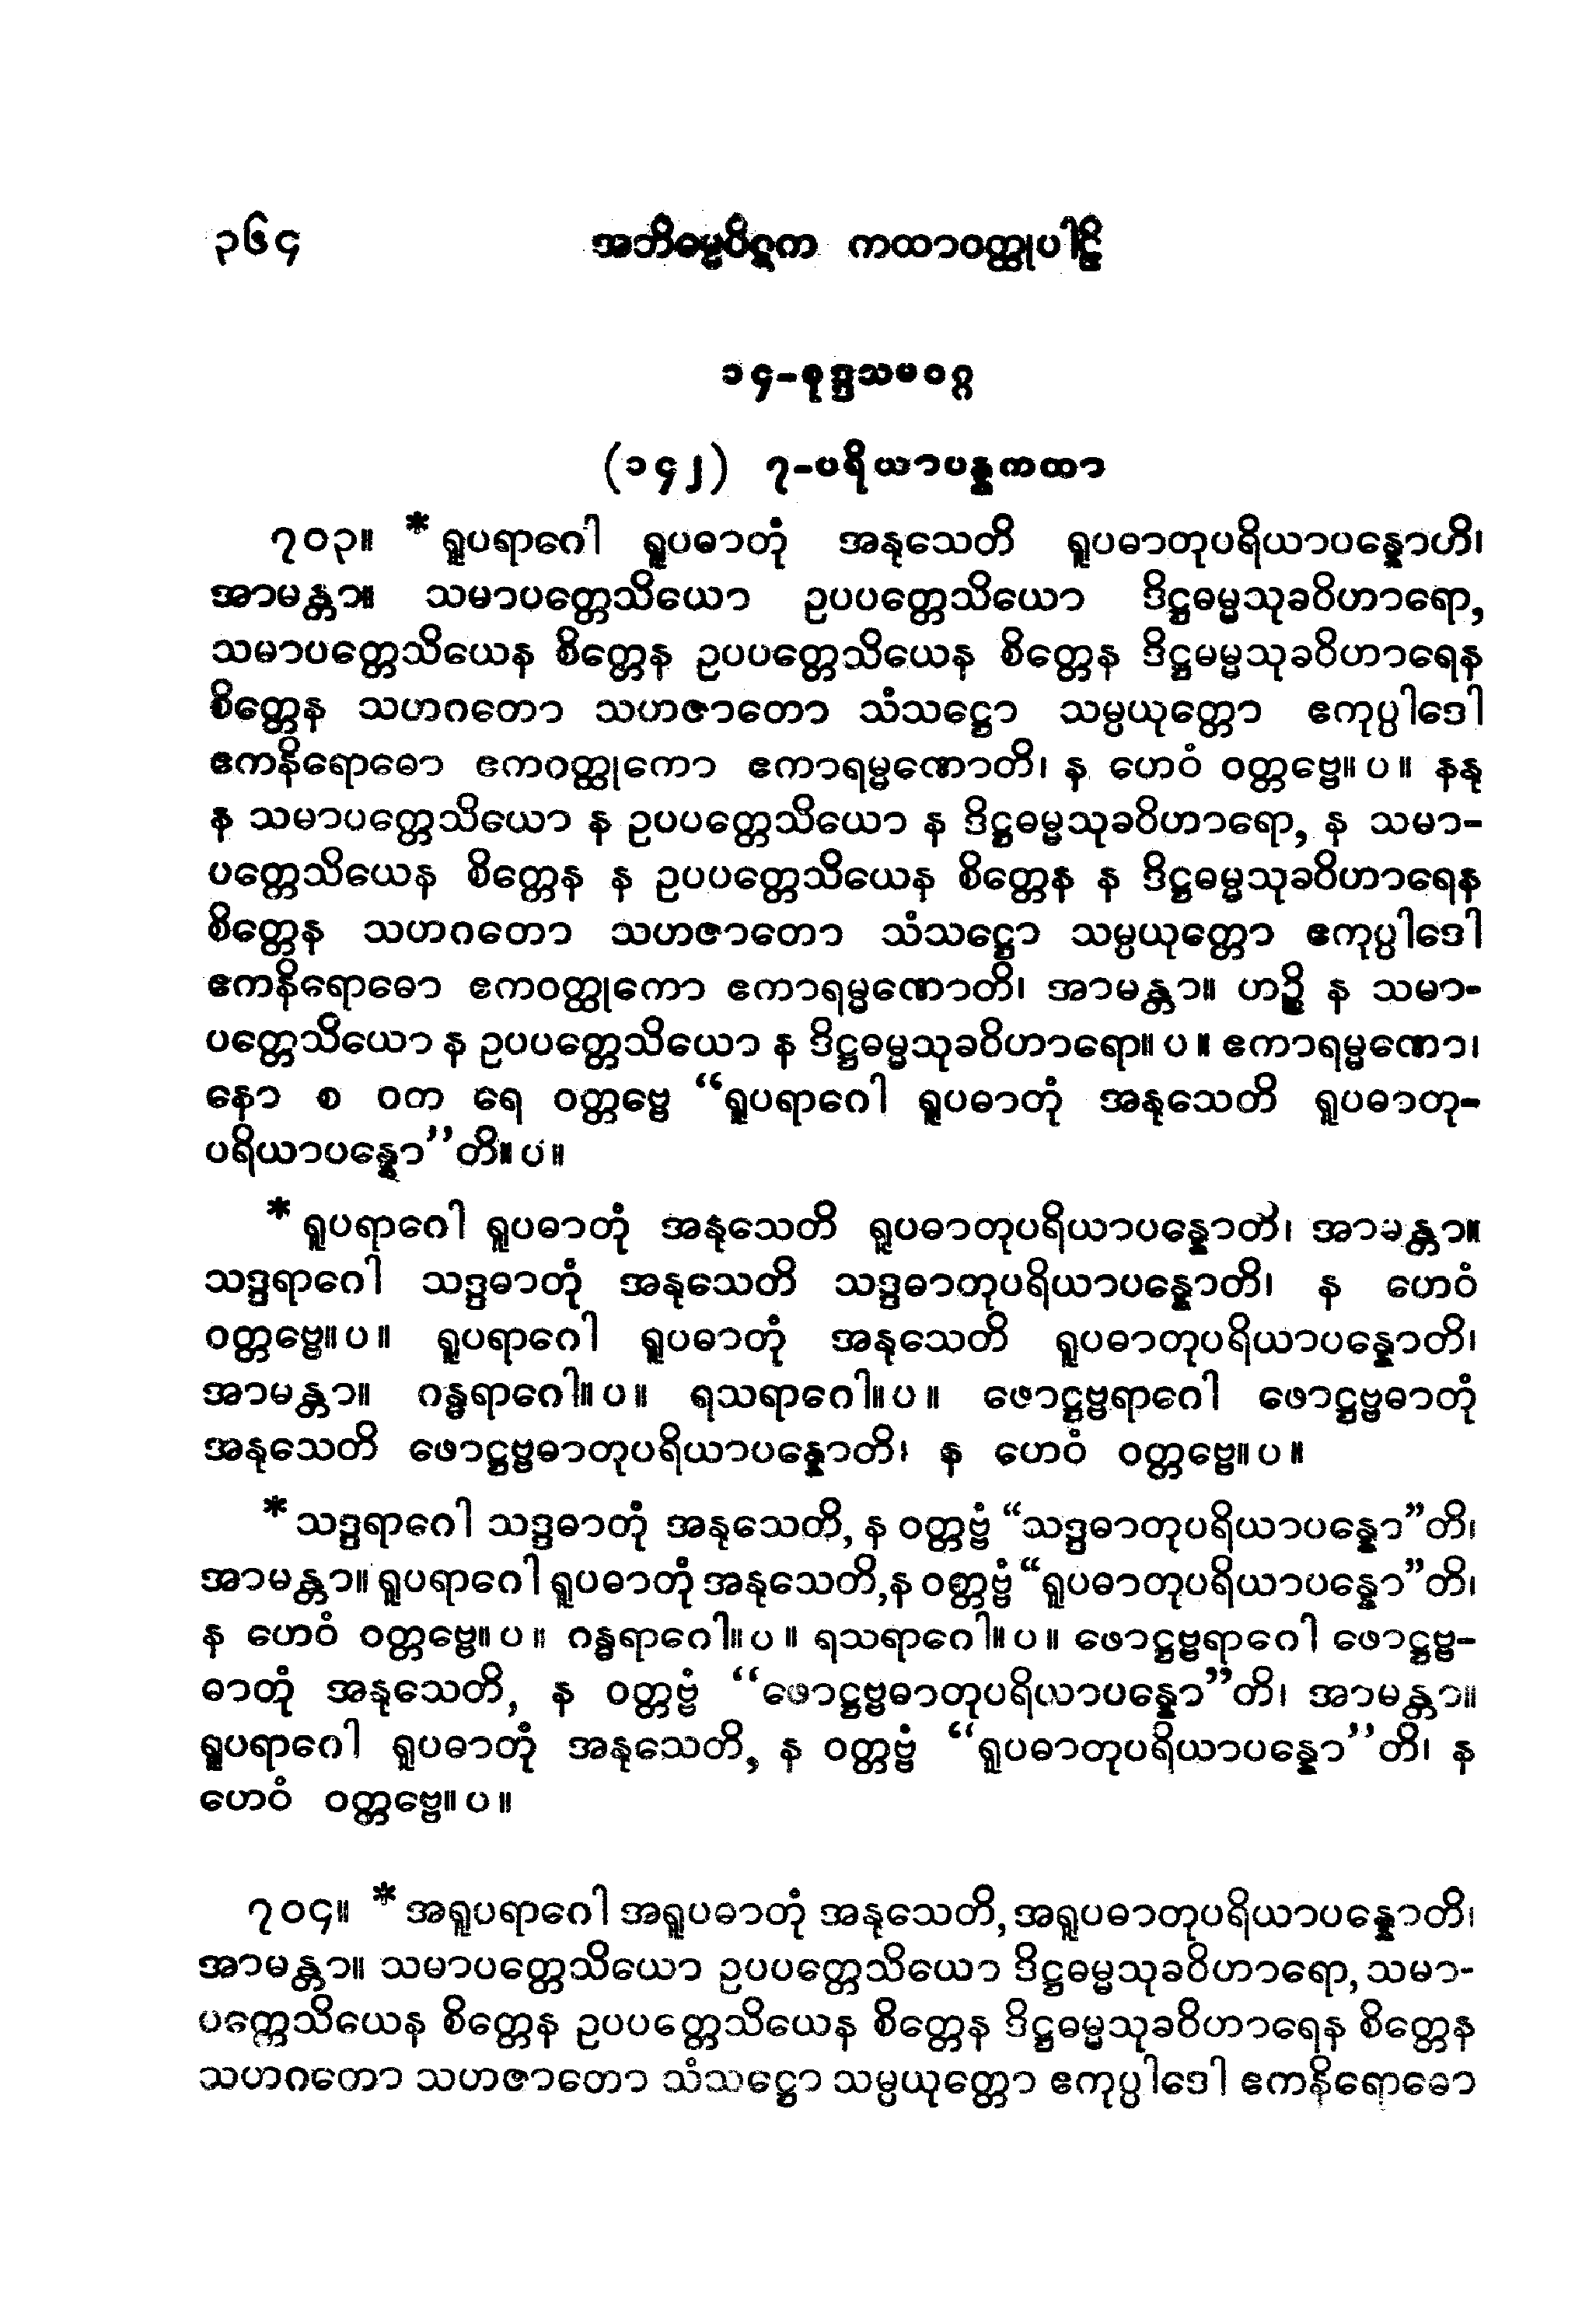 ၃၆၄ အဘိဓမ္မပိဋက ကထာဝတ္ထုပါဠိ
၁၄-စုဒ္ဒသမဝဂ္ဂ
(၁၄၂) ၇-ပရိယာပန္နကထာ
၇၀၃။ * ရူပရာဂေါ ရူပဓာတုံ အနုသေတိ ရူပဓာတုပရိယာပန္နောတိ၊
အာမန္တာ။ သမာပတ္တေသိယော ဥပပတ္တေသိယော ဒိဋ္ဌဓမ္မသုခဝိဟာရော,
သမာပတ္တေသိယေန စိတ္တေန ဥပပတ္တေသိယေန စိတ္တေန ဒိဋ္ဌဓမ္မသုခဝိဟာရေန
စိတ္တေန သဟဂတော သဟဇာတော သံသဋ္ဌော သမ္ပယုတ္တော ဧကုပ္ပါဒေါ
ဧကနိရောဓော ဧကဝတ္ထုကော ဧကာရမ္မဏောတိ၊ န ဟေဝံ ဝတ္တဗ္ဗေ။ ပ ။ နနု
န သမာပတ္တေသိယော န ဥပပတ္တေသိယော န ဒိဋ္ဌဓမ္မသုခဝိဟာရော, န သမာ-
ပတ္တေသိယေန စိတ္တေန န ဥပပတ္တေသိယေန စိတ္တေန န ဒိဋ္ဌဓမ္မသုခဝိဟာရေန
စိတ္တေန သဟဂတော သဟဇာတော သံသဋ္ဌော သမ္ပယုတ္တော ဧကုပ္ပါဒေါ
ဧကနိရောဓော ဧကဝတ္ထုကော ဧကာရမ္မဏောတိ၊ အာမန္တာ။ ဟဉ္စိ န သမာ-
ပတ္တေသိယော န ဥပပတ္တေသိယော န ဒိဋ္ဌဓမ္မသုခဝိဟာရော။ ပ ။ ဧကာရမ္မဏော၊
နော စ ဝတ ရေ ဝတ္တဗ္ဗေ “ရူပရာဂေါ ရူပဓာတုံ အနုသေတိ ရူပဓာတု-
ပရိယာပန္နော”တိ။ ပ ။
* ရူပရာဂေါ ရူပဓာတုံ အနုသေတိ ရူပဓာတုပရိယာပန္နောတိ၊ အာမန္တာ။
သဒ္ဒရာဂေါ သဒ္ဒဓာတုံ အနုသေတိ သဒ္ဒဓာတုပရိယာပန္နောတိ၊ န ဟေဝံ
ဝတ္တဗ္ဗေ။ ပ ။ ရူပရာဂေါ ရူပဓာတုံ အနုသေတိ ရူပဓာတုပရိယာပန္နောတိ၊
အာမန္တာ။ ဂန္ဓရာဂေါ။ ပ ။ ရသရာဂေါ။ ပ ။ ဖောဋ္ဌဗ္ဗရာဂေါ ဖောဋ္ဌဗ္ဗဓာတုံ
အနုသေတိ ဖောဋ္ဌဗ္ဗဓာတုပရိယာပန္နောတိ၊ န ဟေဝံ ဝတ္တဗ္ဗေ။ ပ ။
* သဒ္ဒရာဂေါ သဒ္ဒဓာတုံ အနုသေတိ, န ဝတ္တဗ္ဗံ “သဒ္ဒဓာတုပရိယာပန္နော”တိ၊
အာမန္တာ။ ရူပရာဂေါ ရူပဓာတုံ အနုသေတိ, န ဝတ္တဗ္ဗံ “ရူပဓာတုပရိယာပန္နော”တိ၊
န ဟေဝံ ဝတ္တဗ္ဗေ။ ပ ။ ဂန္ဓရာဂေါ။ ပ ။ ရသရာဂေါ။ ပ ။ ဖောဋ္ဌဗ္ဗရာဂေါ ဖောဋ္ဌဗ္ဗ-
ဓာတုံ အနုသေတိ, န ဝတ္တဗ္ဗံ “ဖောဋ္ဌဗ္ဗဓာတုပရိယာပန္နော”တိ၊ အာမန္တာ။
ရူပရာဂေါ ရူပဓာတုံ အနုသေတိ, န ဝတ္တဗ္ဗံ “ရူပဓာတုပရိယာပန္နော”တိ၊ န
ဟေဝံ ဝတ္တဗ္ဗေ။ ပ ။
၇၀၄။ * အရူပရာဂေါ အရူပဓာတုံ အနုသေတိ, အရူပဓာတုပရိယာပန္နောတိ၊
အာမန္တာ။ သမာပတ္တေသိယော ဥပပတ္တေသိယော ဒိဋ္ဌဓမ္မသုခဝိဟာရော, သမာ-
ပတ္တေသိယေန စိတ္တေန ဥပပတ္တေသိယေန စိတ္တေန ဒိဋ္ဌဓမ္မသုခဝိဟာရေန စိတ္တေန
သဟဂတော သဟဇာတော သံသဋ္ဌော သမ္ပယုတ္တော ဧကုပ္ပါဒေါ ဧကနိရောဓော